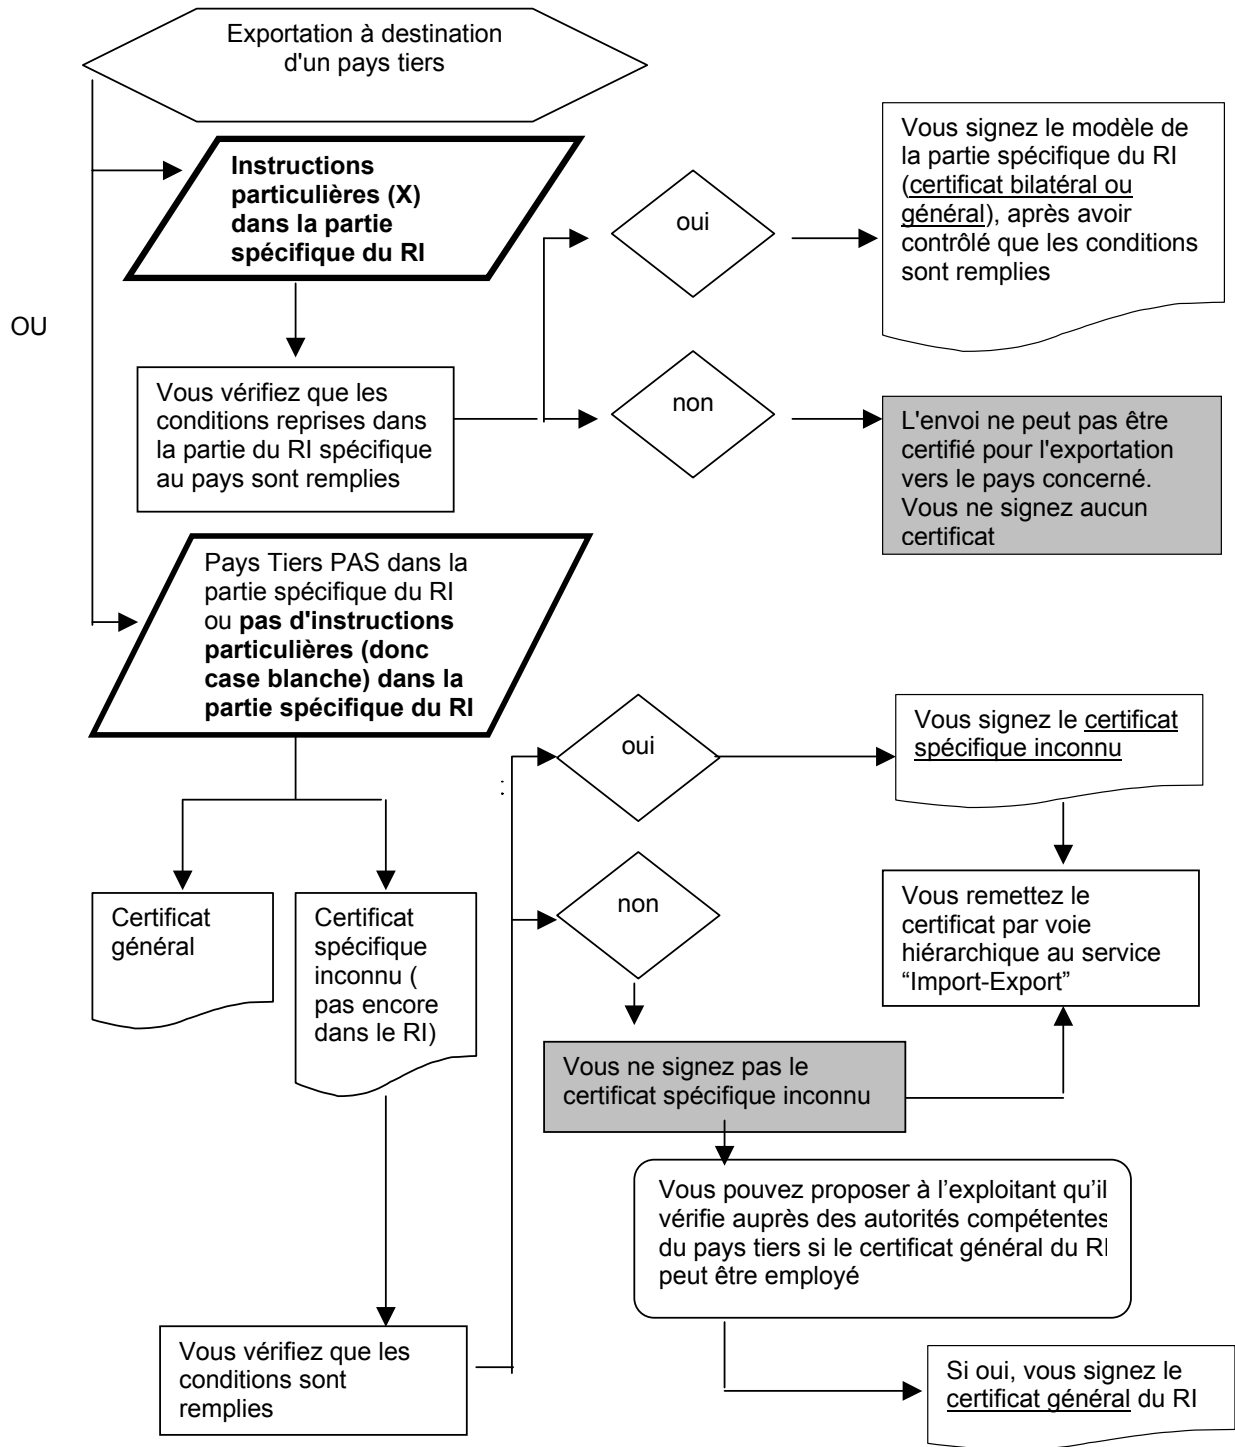 Exportation à destination
d'un pays tiers
Instructions
particulières (X)
dans la partie
spécifique du RI
oui
Vous signez le modèle de
la partie spécifique du RI
(certificat bilatéral ou
général), après avoir
contrôlé que les conditions
sont remplies
OU
Vous vérifiez que les
conditions reprises dans
la partie du RI spécifique
au pays sont remplies
non
L'envoi ne peut pas être
certifié pour l'exportation
vers le pays concerné.
Vous ne signez aucun
certificat
Pays Tiers PAS dans la
partie spécifique du RI
ou pas d'instructions
particulières (donc
case blanche) dans la
partie spécifique du RI
oui
Vous signez le certificat
spécifique inconnu
:
Certificat
général
Certificat
spécifique
inconnu (
pas encore
dans le RI)
non
Vous remettez le
certificat par voie
hiérarchique au service
“Import-Export”
Vous ne signez pas le
certificat spécifique inconnu
Vous pouvez proposer à l’exploitant qu’il
vérifie auprès des autorités compétentes
du pays tiers si le certificat général du RI
peut être employé
Vous vérifiez que les
conditions sont
remplies
Si oui, vous signez le
certificat général du RI